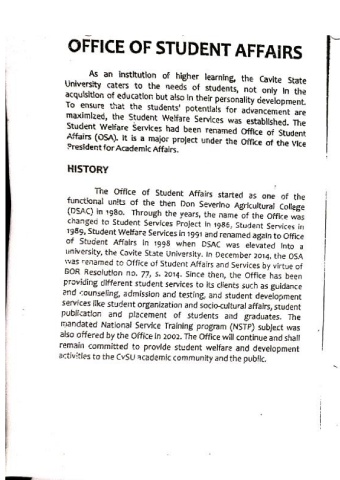 OFFICE OF STUDENT AFFAIRS
As an institution of higher learning, the Cavite State
University caters to the needs of students, not only in the
acquisition of education but also in their personality development.
To ensure that the students' potentials for advancement are
maximized, the Student Welfare Services was established. The
Student Welfare Services had been renamed Office of Student
Affairs (OSA). It is a major project under the Office of the Vice
President for Academic Affairs.
HISTORY
The Office of Student Affairs started as one of the
functional units of the then Don Severino Agricultural College
(DSAC) in 1980. Through the years, the name of the Office was
changed to Student Services Project in 1986, Student Services in
1989, Student Welfare Services in 1991 and renamed again to Office
of Student Affairs in 1998 when DSAC was elevated into a
university, the Cavite State University. In December 2014, the OSA
was renamed to Office of Student Affairs and Services by virtue of
BOR Resolution no. 77, s. 2014. Since then, the Office has been
providing different student services to its clients such as guidance
and counseling, admission and testing, and student development
services like student organization and socio-cultural affairs, student
publication and placement of students and graduates. The
mandated National Service Training program (NSTP) subject was
also offered by the Office in 2002. The Office will continue and shall
remain committed to provide student welfare and development
activities to the CvSU academic community and the public.